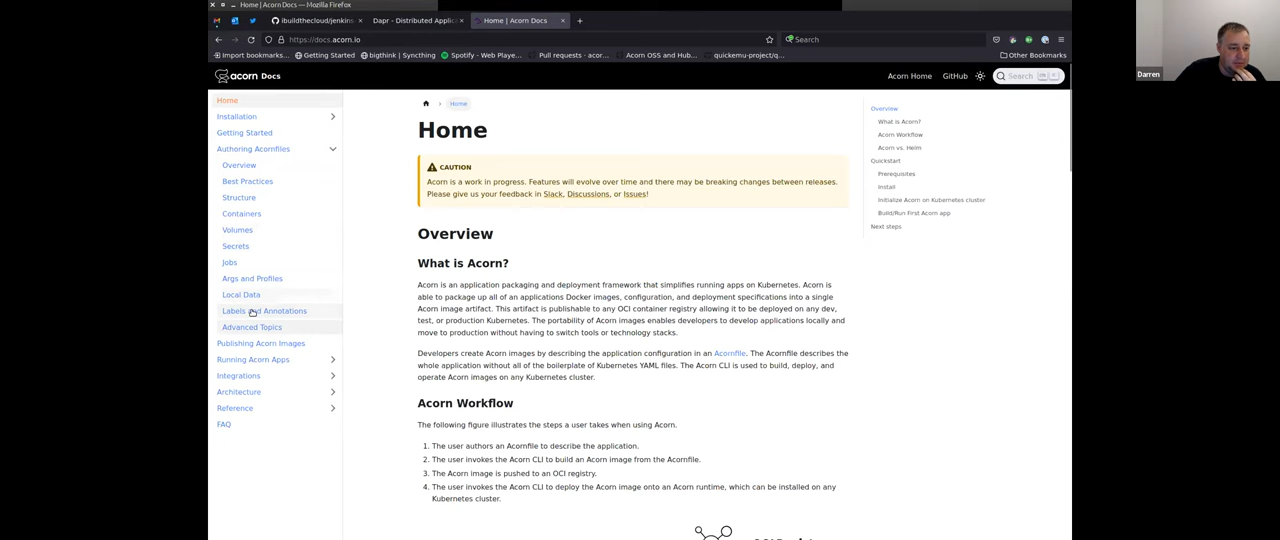 Home | Acorn Docs — Mozilla Firefox
ibuildthecloud/jenkins
Dapr - Distributed Applic
Home | Acorn Docs
https://docs.acorn.io
Search
Import bookmarks...
Getting Started
bigthink | Syncthing
Spotify - Web Playe...
Pull requests · acor...
Acorn OSS and Hub...
quickemu-project/q...
Other Bookmarks
acorn Docs
Acorn Home
GitHub
Search
Darren
Home
Installation
Getting Started
Authoring Acornfiles
Overview
Best Practices
Structure
Containers
Volumes
Secrets
Jobs
Args and Profiles
Local Data
Labels and Annotations
Advanced Topics
Publishing Acorn Images
Running Acorn Apps
Integrations
Architecture
Reference
FAQ
Home
Home
CAUTION
Acorn is a work in progress. Features will evolve over time and there may be breaking changes between releases.
Please give us your feedback in Slack, Discussions, or Issues!
Overview
What is Acorn?
Acorn is an application packaging and deployment framework that simplifies running apps on Kubernetes. Acorn is
able to package up all of an applications Docker images, configuration, and deployment specifications into a single
Acorn image artifact. This artifact is publishable to any OCI container registry allowing it to be deployed on any dev,
test, or production Kubernetes. The portability of Acorn images enables developers to develop applications locally and
move to production without having to switch tools or technology stacks.
Developers create Acorn images by describing the application configuration in an Acornfile. The Acornfile describes the
whole application without all of the boilerplate of Kubernetes YAML files. The Acorn CLI is used to build, deploy, and
operate Acorn images on any Kubernetes cluster.
Acorn Workflow
The following figure illustrates the steps a user takes when using Acorn.
1. The user authors an Acornfile to describe the application.
2. The user invokes the Acorn CLI to build an Acorn image from the Acornfile.
3. The Acorn image is pushed to an OCI registry.
4. The user invokes the Acorn CLI to deploy the Acorn image onto an Acorn runtime, which can be installed on any
Kubernetes cluster.
Overview
What is Acorn?
Acorn Workflow
Acorn vs. Helm
Quickstart
Prerequisites
Install
Initialize Acorn on Kubernetes cluster
Build/Run First Acorn app
Next steps